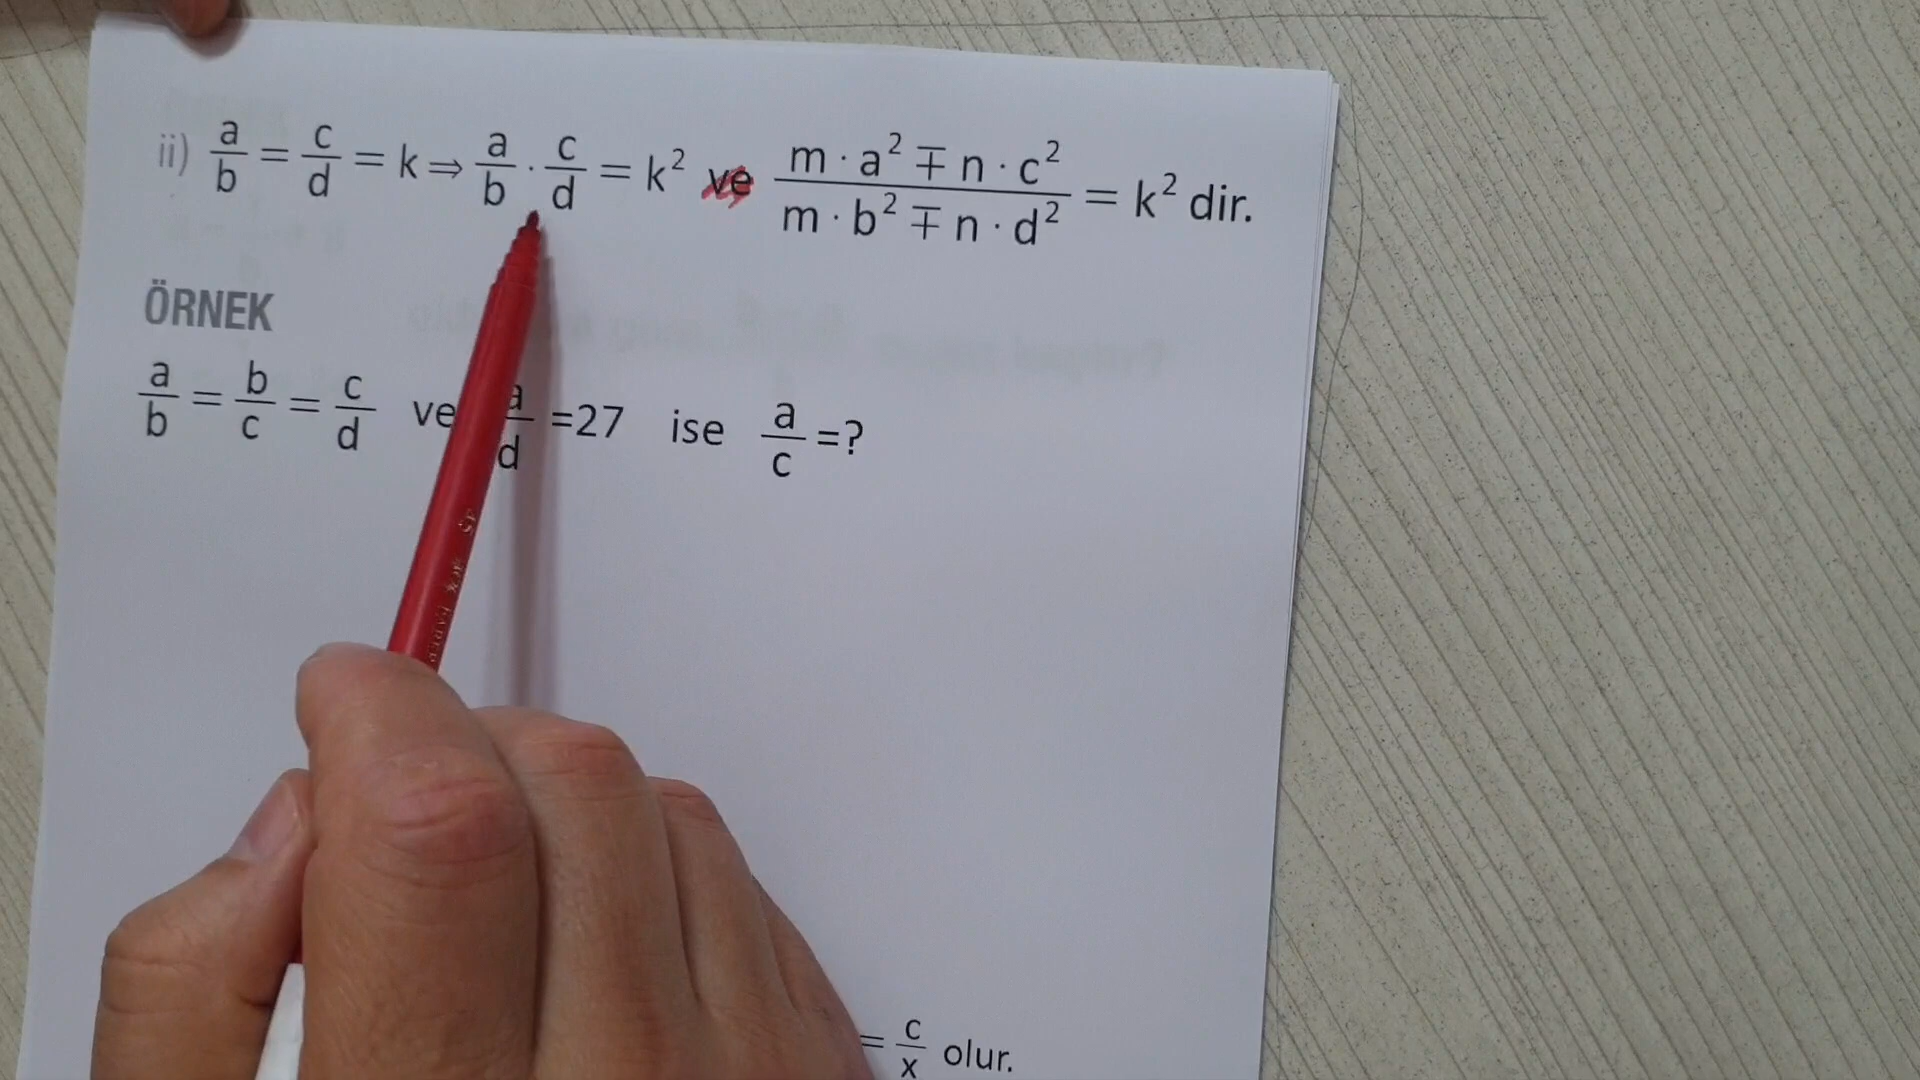 ii) a/b = c/d = k ⇒ a/b · c/d = k² ve (m · a² ∓ n · c²)/(m · b² ∓ n · d²) = k² dir.
ÖRNEK
a/b = b/c = c/d ve a/d =27 ise a/c =?
= c/x olur.